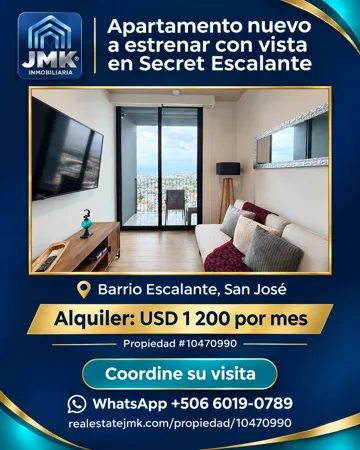 JMK
INMOBILIARIA
Apartamento nuevo
a estrenar con vista
en Secret Escalante
Barrio Escalante, San José
Alquiler: USD 1 200 por mes
Propiedad #10470990
Coordine su visita
WhatsApp +506 6019-0789
realestatejmk.com/propiedad/10470990